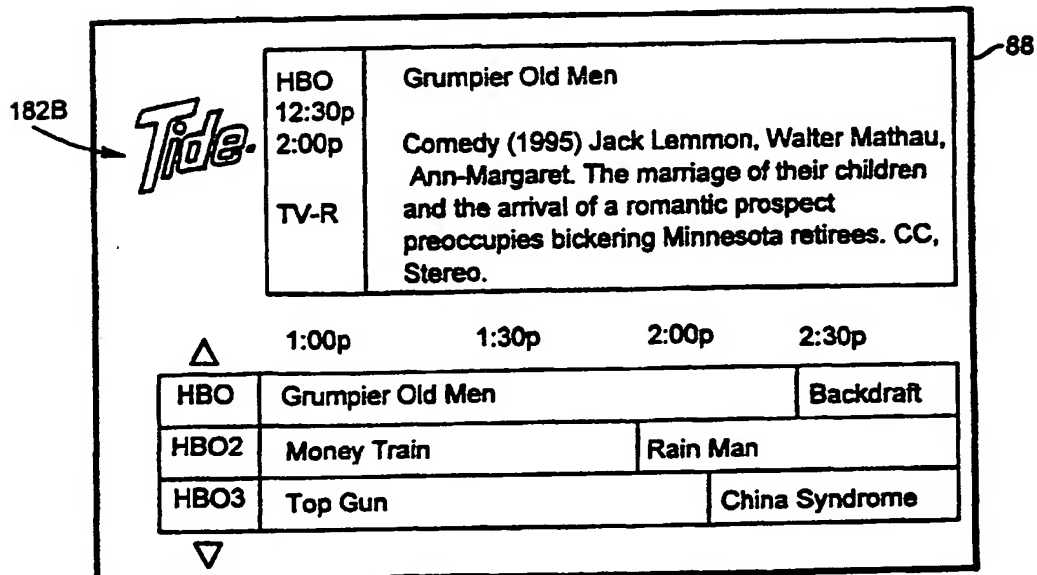 88
182B
Tide.
HBO
12:30p
2:00p
TV-R
Grumpier Old Men
Comedy (1995) Jack Lemmon, Walter Mathau,
Ann-Margaret. The marriage of their children
and the arrival of a romantic prospect
preoccupies bickering Minnesota retirees. CC,
Stereo.
1:00p 1:30p 2:00p 2:30p
HBO Grumpier Old Men Backdraft
HBO2 Money Train Rain Man
HBO3 Top Gun China Syndrome